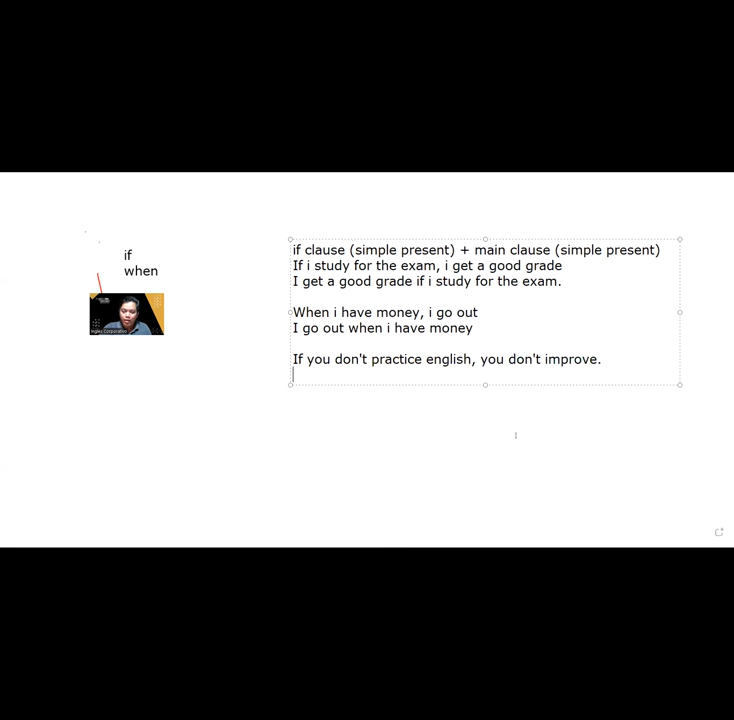 if
when
if clause (simple present) + main clause (simple present)
If i study for the exam, i get a good grade
I get a good grade if i study for the exam.
When i have money, i go out
I go out when i have money
If you don't practice english, you don't improve.
Ingles Corporativo